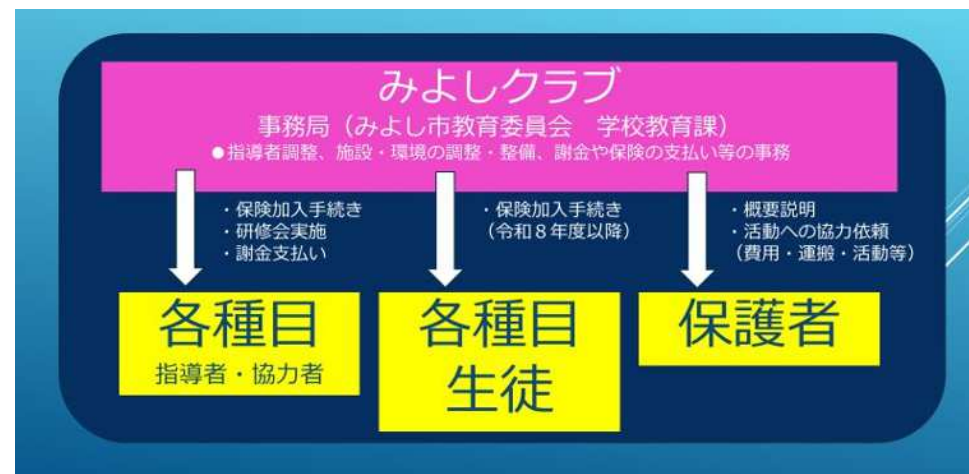 みよしクラブ
事務局（みよし市教育委員会　学校教育課）
●指導者調整、施設・環境の調整・整備、謝金や保険の支払い等の事務
・保険加入手続き
・研修会実施
・謝金支払い
・保険加入手続き
（令和８年度以降）
・概要説明
・活動への協力依頼
（費用・運搬・活動等）
各種目
指導者・協力者
各種目
生徒
保護者